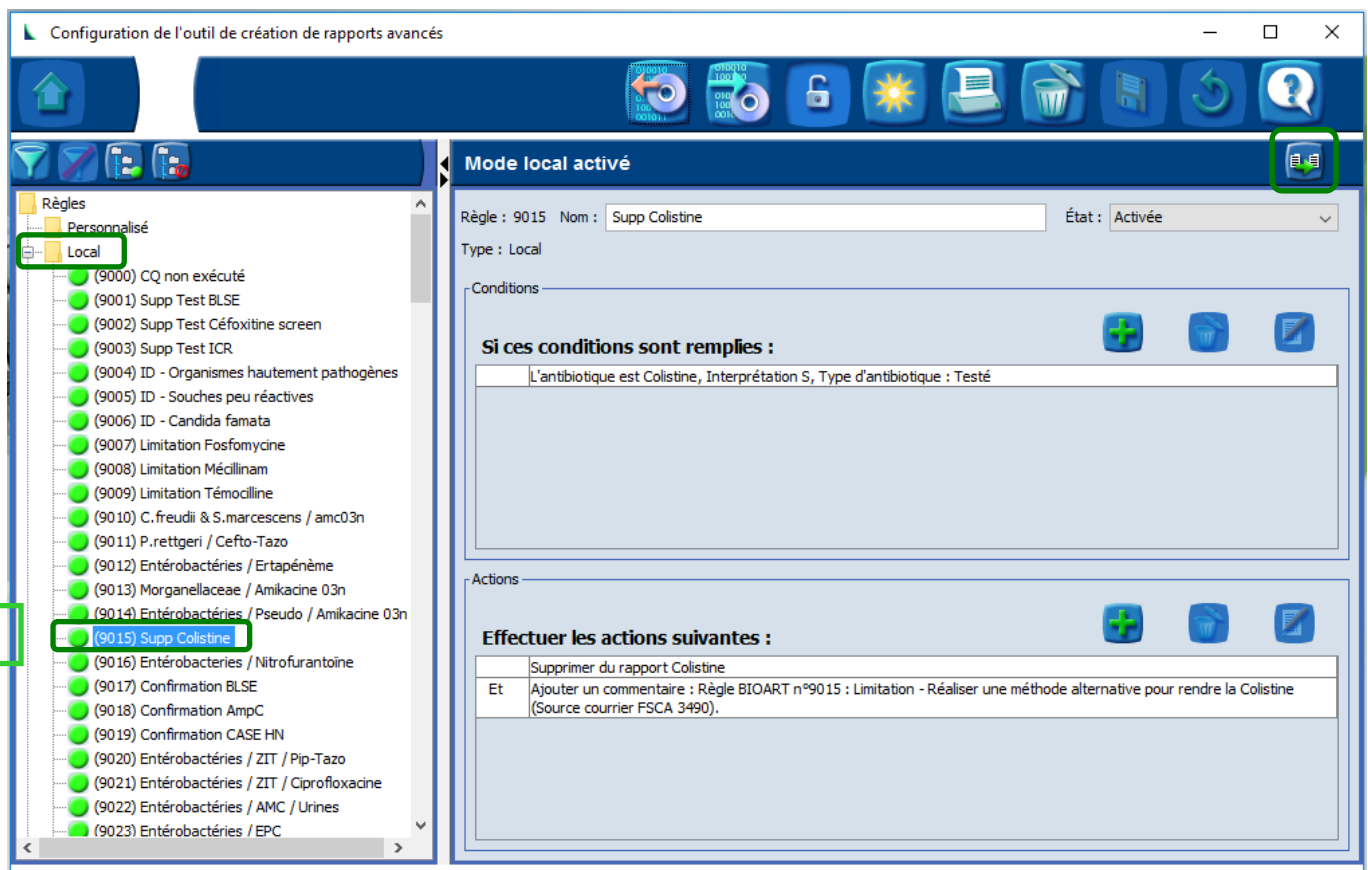 Configuration de l'outil de création de rapports avancés
Mode local activé
Règles
Personnalisé
Local
(9000) CQ non exécuté
(9001) Supp Test BLSE
(9002) Supp Test Céfoxitine screen
(9003) Supp Test ICR
(9004) ID - Organismes hautement pathogènes
(9005) ID - Souches peu réactives
(9006) ID - Candida famata
(9007) Limitation Fosfomycine
(9008) Limitation Mécillinam
(9009) Limitation Témocilline
(9010) C.freudii & S.marcescens / amc03n
(9011) P.rettgeri / Cefto-Tazo
(9012) Entérobactéries / Ertapénème
(9013) Morganellaceae / Amikacine 03n
(9014) Entérobactéries / Pseudo / Amikacine 03n
(9015) Supp Colistine
(9016) Entérobacteries / Nitrofurantoïne
(9017) Confirmation BLSE
(9018) Confirmation AmpC
(9019) Confirmation CASE HN
(9020) Entérobactéries / ZIT / Pip-Tazo
(9021) Entérobactéries / ZIT / Ciprofloxacine
(9022) Entérobactéries / AMC / Urines
(9023) Entérobactéries / EPC
Règle : 9015 Nom : Supp Colistine État : Activée
Type : Local
Conditions
Si ces conditions sont remplies :
L'antibiotique est Colistine, Interprétation S, Type d'antibiotique : Testé
Actions
Effectuer les actions suivantes :
Supprimer du rapport Colistine
Et Ajouter un commentaire : Règle BIOART n°9015 : Limitation - Réaliser une méthode alternative pour rendre la Colistine
(Source courrier FSCA 3490).